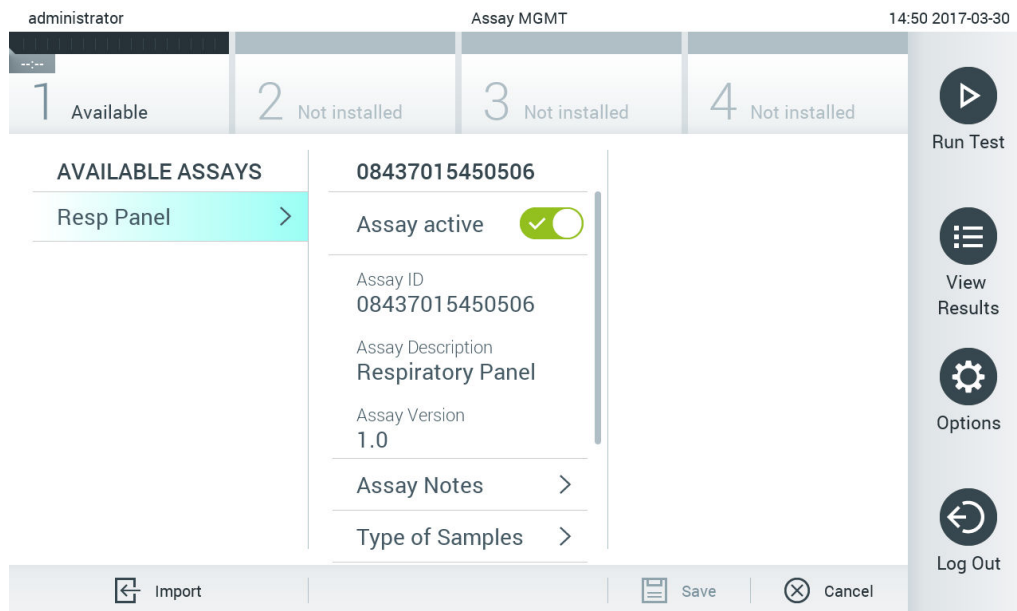 administrator Assay MGMT 14:50 2017-03-30
--:--
1 Available 2 Not installed 3 Not installed 4 Not installed
Run Test
AVAILABLE ASSAYS
Resp Panel
08437015450506
Assay active
Assay ID
08437015450506
Assay Description
Respiratory Panel
Assay Version
1.0
Assay Notes
Type of Samples
View
Results
Options
Log Out
Import Save Cancel